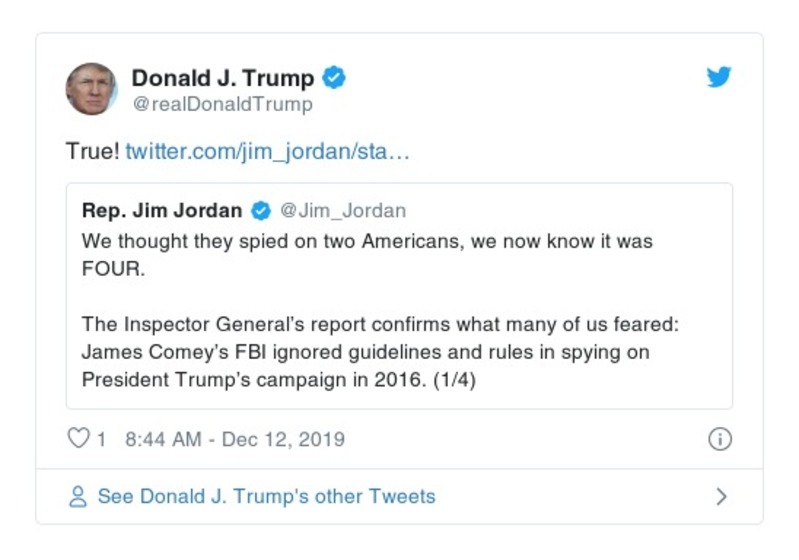 Donald J. Trump
@realDonaldTrump
True! twitter.com/jim_jordan/sta…
Rep. Jim Jordan @Jim_Jordan
We thought they spied on two Americans, we now know it was
FOUR.
The Inspector General's report confirms what many of us feared:
James Comey's FBI ignored guidelines and rules in spying on
President Trump's campaign in 2016. (1/4)
1 8:44 AM - Dec 12, 2019
See Donald J. Trump's other Tweets